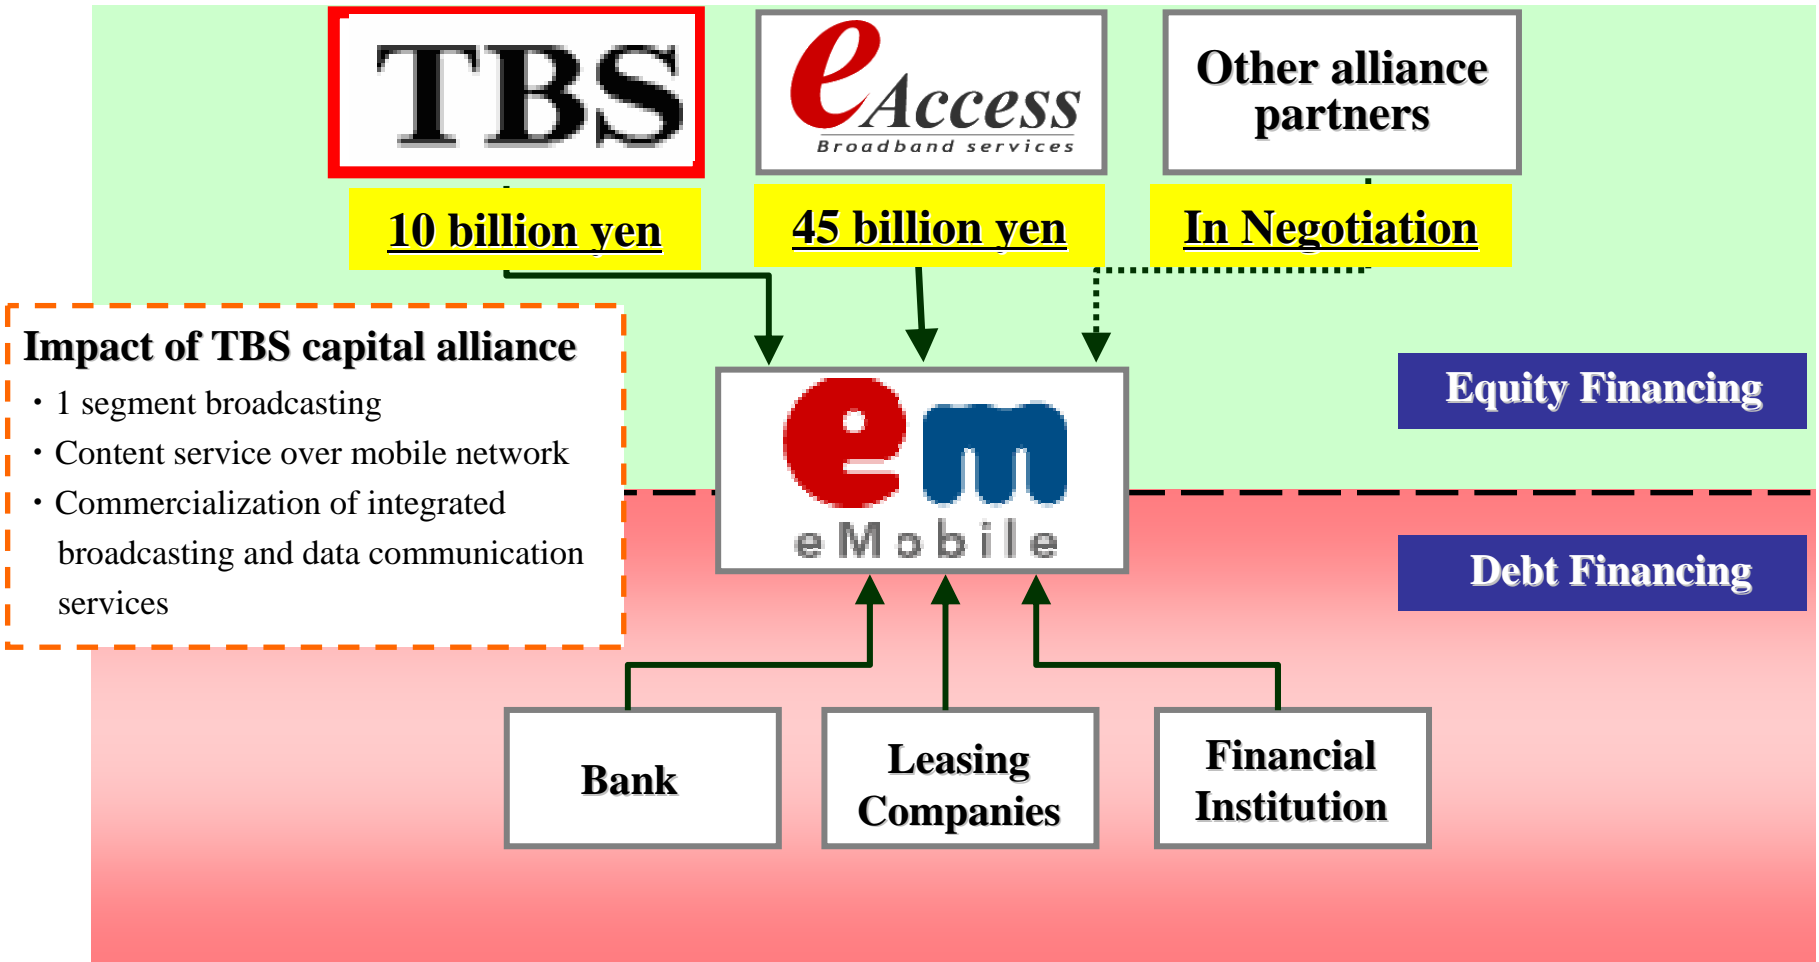 TBS
eAccess
Broadband services
Other alliance
partners
10 billion yen
45 billion yen
In Negotiation
Impact of TBS capital alliance
・1 segment broadcasting
・Content service over mobile network
・Commercialization of integrated
broadcasting and data communication
services
em
eMobile
Equity Financing
Debt Financing
Bank
Leasing
Companies
Financial
Institution